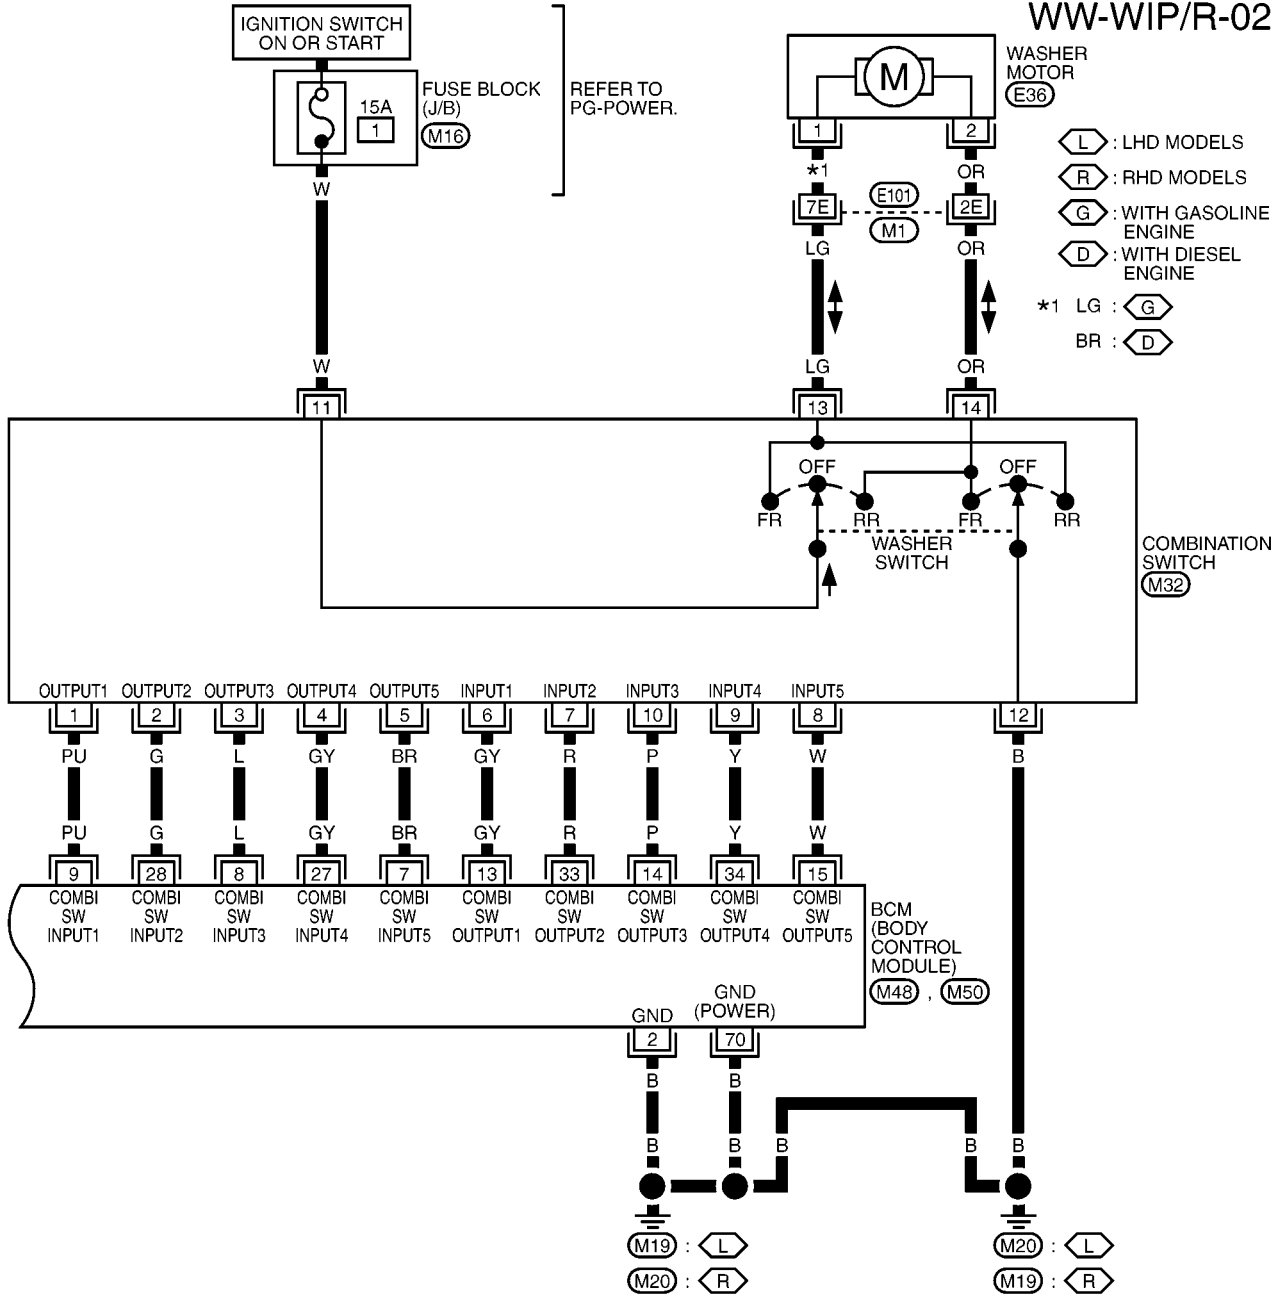 WW-WIP/R-02
IGNITION SWITCH
ON OR START
FUSE BLOCK
(J/B)
M16
15A
1
REFER TO
PG-POWER.
W
W
11
M
WASHER
MOTOR
E36
1
2
*1
OR
7E
E101
M1
2E
LG
OR
LG
OR
13
14
L : LHD MODELS
R : RHD MODELS
G : WITH GASOLINE
ENGINE
D : WITH DIESEL
ENGINE
*1 LG : G
BR : D
OFF
OFF
FR
RR
FR
RR
WASHER
SWITCH
COMBINATION
SWITCH
M32
OUTPUT1 OUTPUT2 OUTPUT3 OUTPUT4 OUTPUT5 INPUT1 INPUT2 INPUT3 INPUT4 INPUT5
1 2 3 4 5 6 7 10 9 8 12
PU G L GY BR GY R P Y W B
PU G L GY BR GY R P Y W
9 28 8 27 7 13 33 14 34 15
COMBI COMBI COMBI COMBI COMBI COMBI COMBI COMBI COMBI COMBI
SW SW SW SW SW SW SW SW SW SW
INPUT1 INPUT2 INPUT3 INPUT4 INPUT5 OUTPUT1 OUTPUT2 OUTPUT3 OUTPUT4 OUTPUT5
BCM
(BODY
CONTROL
MODULE)
M48 , M50
GND
GND
(POWER)
2 70
B B
B B B B B
M19 : L
M20 : R
M20 : L
M19 : R